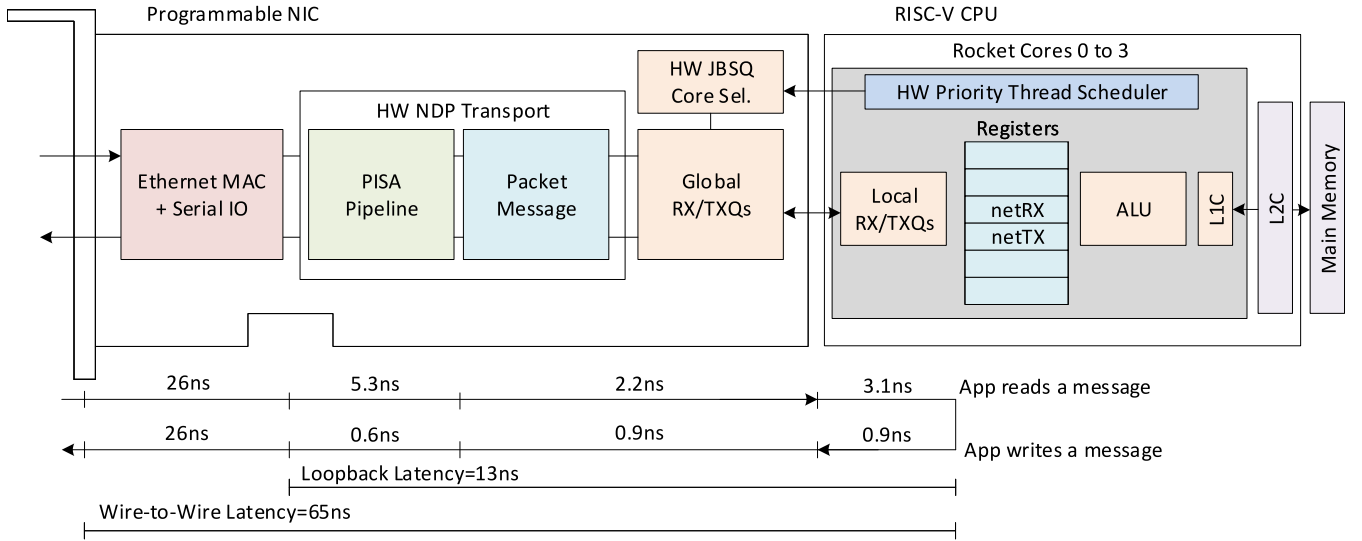 Programmable NIC
RISC-V CPU
Rocket Cores 0 to 3
HW JBSQ
Core Sel.
HW Priority Thread Scheduler
HW NDP Transport
Registers
Ethernet MAC
+ Serial IO
PISA
Pipeline
Packet
Message
Global
RX/TXQs
Local
RX/TXQs
netRX
netTX
ALU
L1C
L2C
Main Memory
26ns
5.3ns
2.2ns
3.1ns
App reads a message
26ns
0.6ns
0.9ns
0.9ns
App writes a message
Loopback Latency=13ns
Wire-to-Wire Latency=65ns